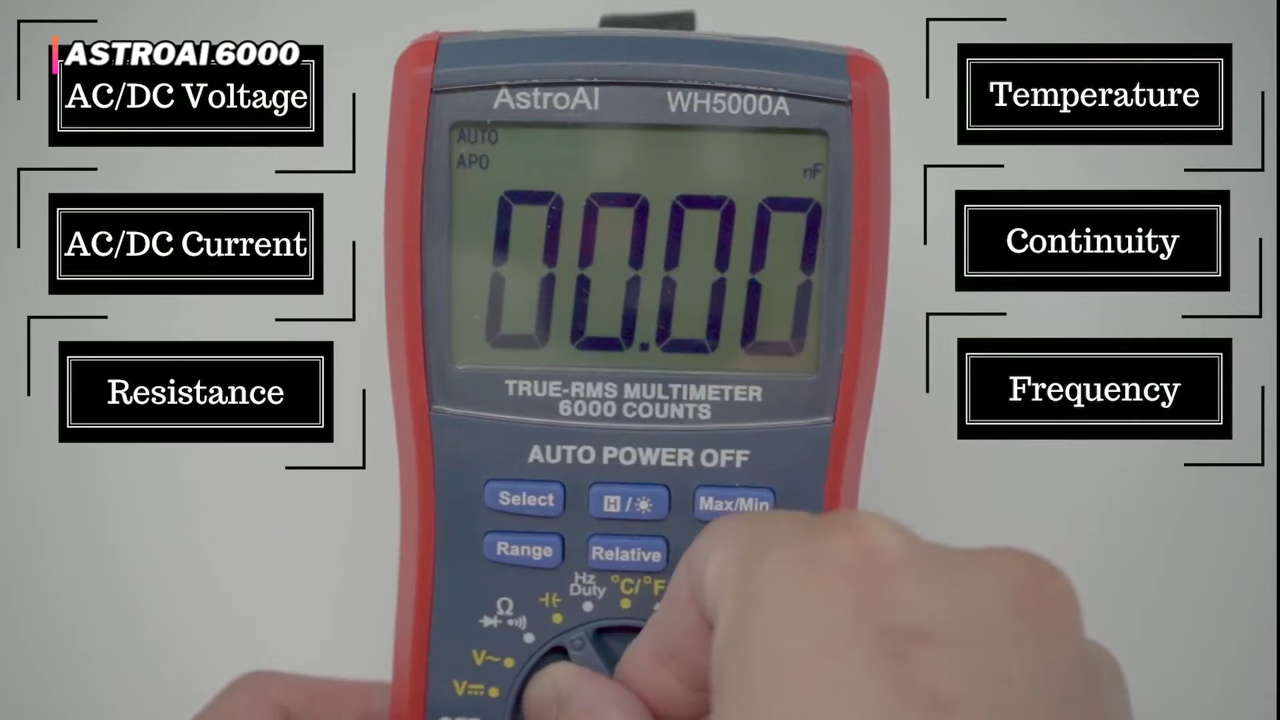 ASTROAI 6000
AC/DC Voltage
AC/DC Current
Resistance
Temperature
Continuity
Frequency
AstroAI WH5000A
AUTO
APO
nF
00.00
TRUE-RMS MULTIMETER
6000 COUNTS
AUTO POWER OFF
Select H / Max/Min
Range Relative
Hz
Duty
°C/°F
Ω
V~
V